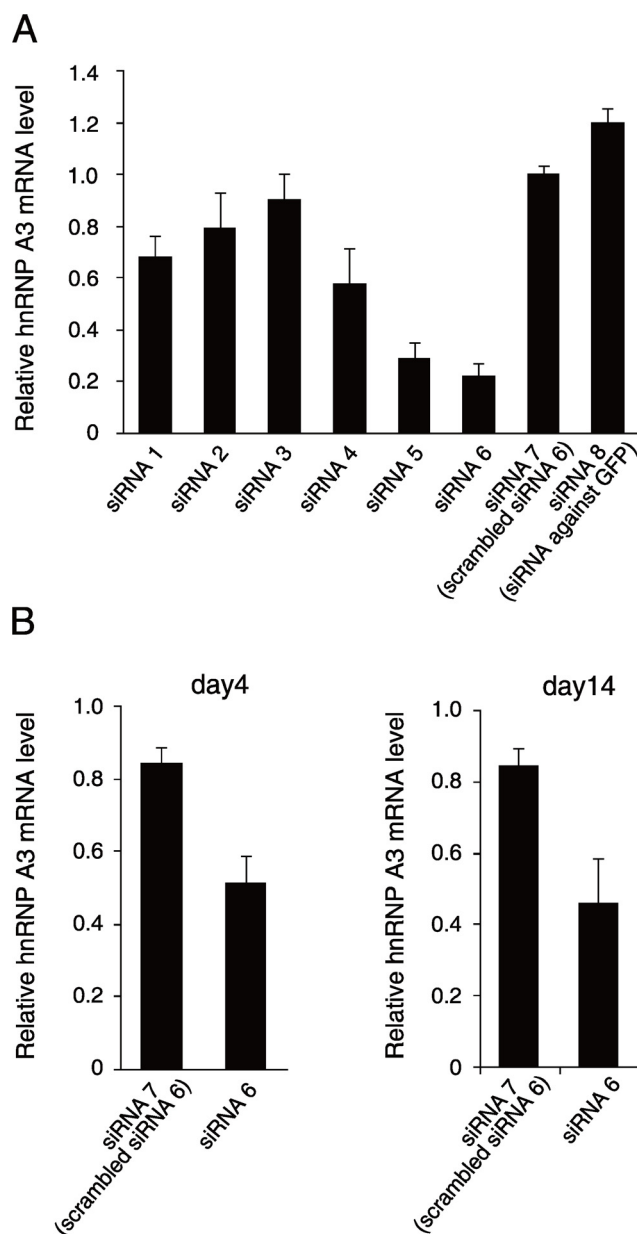 A
Relative hnRNP A3 mRNA level
1.4
1.2
1.0
0.8
0.6
0.4
0.2
0
siRNA 1
siRNA 2
siRNA 3
siRNA 4
siRNA 5
siRNA 6
siRNA 7
(scrambled siRNA 6)
siRNA 8
(siRNA against GFP)
B
day4
Relative hnRNP A3 mRNA level
1.0
0.8
0.6
0.4
0.2
0
siRNA 7
(scrambled siRNA 6)
siRNA 6
day14
Relative hnRNP A3 mRNA level
1.0
0.8
0.6
0.4
0.2
0
siRNA 7
(scrambled siRNA 6)
siRNA 6